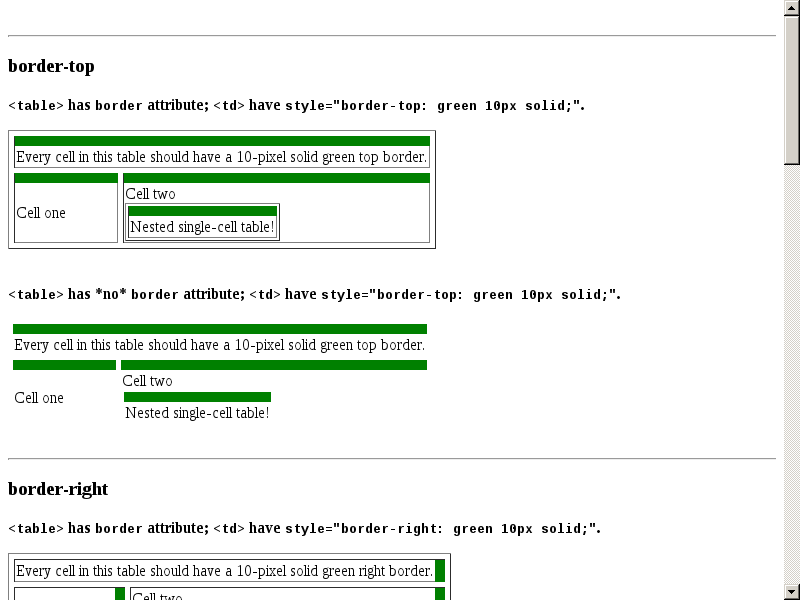 border-top
<table> has border attribute; <td> have style="border-top: green 10px solid;".
Every cell in this table should have a 10-pixel solid green top border.
Cell one
Cell two
Nested single-cell table!
<table> has *no* border attribute; <td> have style="border-top: green 10px solid;".
Every cell in this table should have a 10-pixel solid green top border.
Cell one
Cell two
Nested single-cell table!
border-right
<table> has border attribute; <td> have style="border-right: green 10px solid;".
Every cell in this table should have a 10-pixel solid green right border.
Cell two